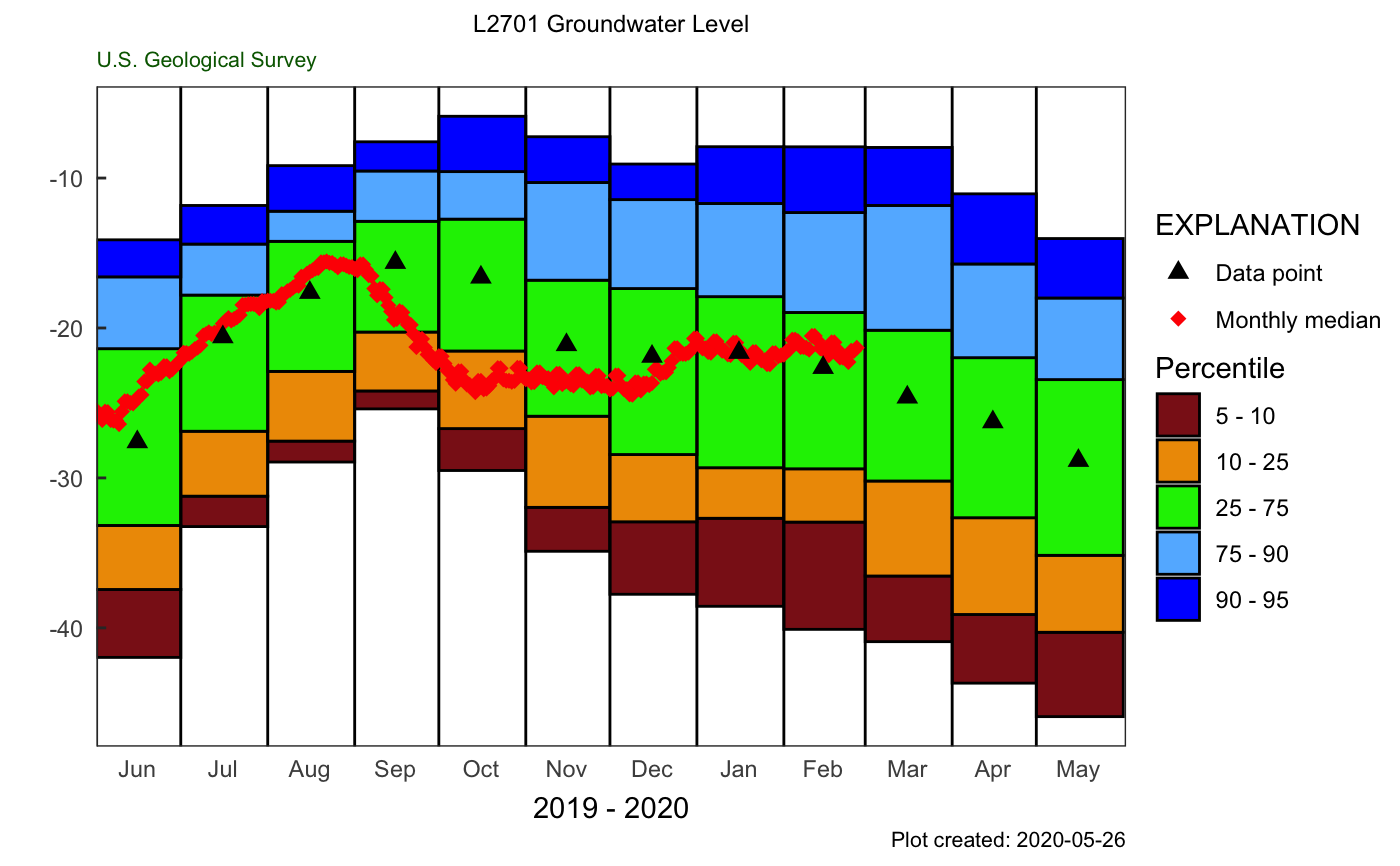 L2701 Groundwater Level
U.S. Geological Survey
-10
-20
-30
-40
Jun Jul Aug Sep Oct Nov Dec Jan Feb Mar Apr May
2019 - 2020
Plot created: 2020-05-26
EXPLANATION
Data point
Monthly median
Percentile
5 - 10
10 - 25
25 - 75
75 - 90
90 - 95